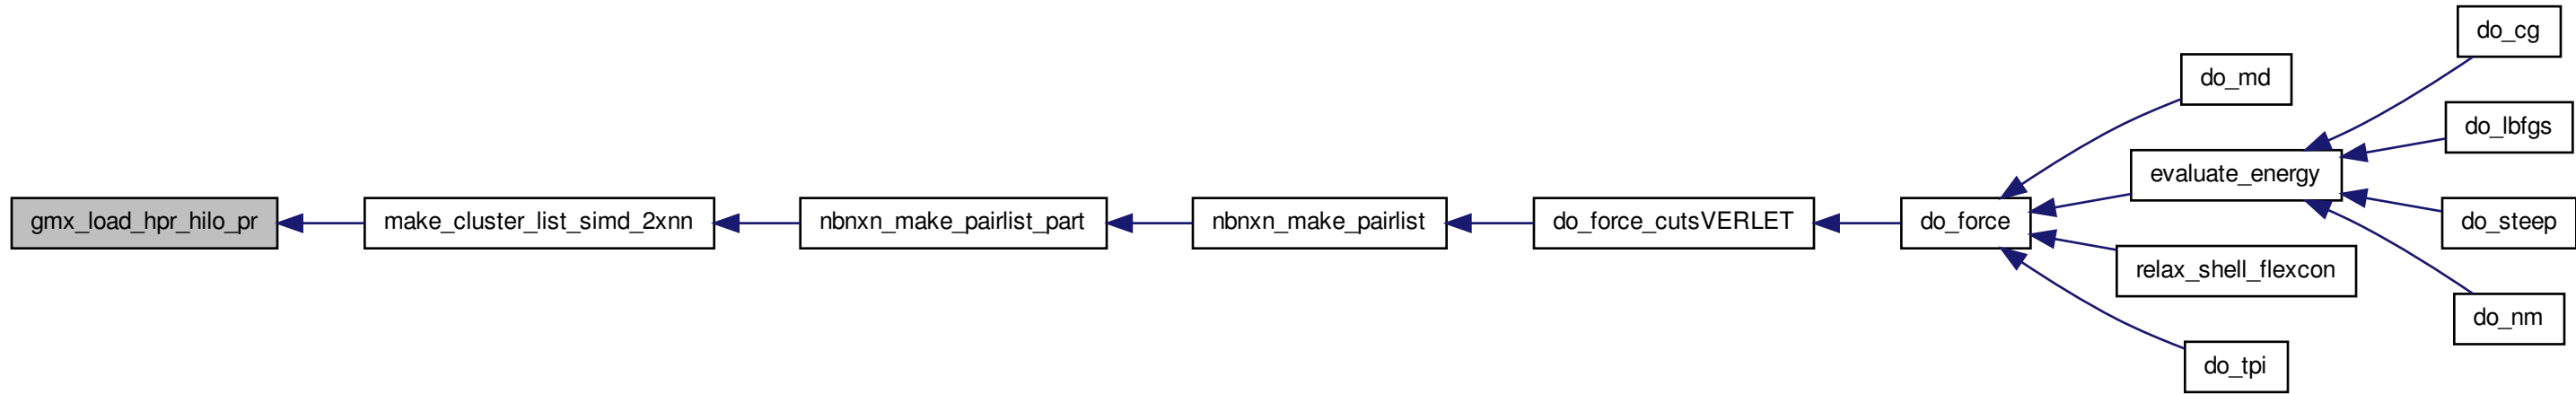 gmx_load_hpr_hilo_pr
make_cluster_list_simd_2xnn
nbnxn_make_pairlist_part
nbnxn_make_pairlist
do_force_cutsVERLET
do_force
do_md
evaluate_energy
relax_shell_flexcon
do_tpi
do_cg
do_lbfgs
do_steep
do_nm